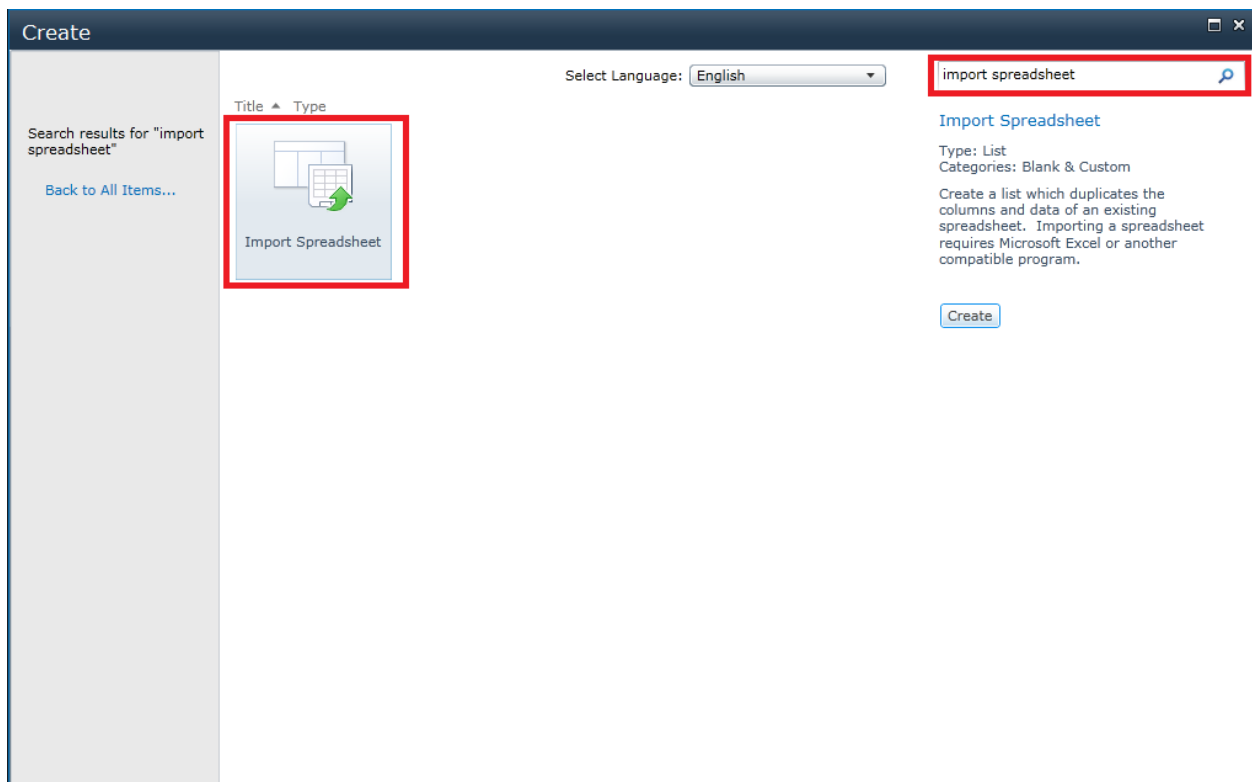 Create
Select Language: English
import spreadsheet
Title Type
Search results for "import
spreadsheet"
Back to All Items...
Import Spreadsheet
Import Spreadsheet
Type: List
Categories: Blank & Custom
Create a list which duplicates the
columns and data of an existing
spreadsheet. Importing a spreadsheet
requires Microsoft Excel or another
compatible program.
Create